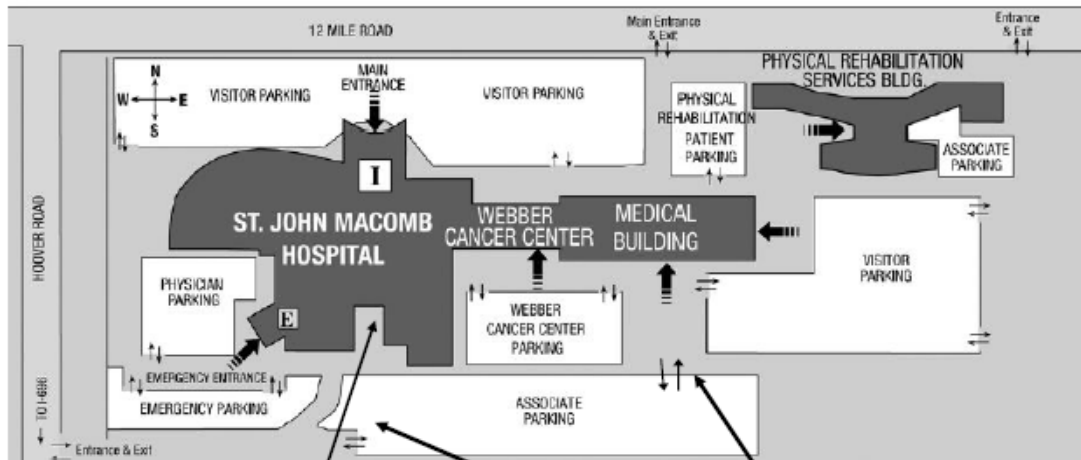 12 MILE ROAD
Main Entrance
& Exit
Entrance
& Exit
N
W E
S
VISITOR PARKING
MAIN
ENTRANCE
VISITOR PARKING
PHYSICAL REHABILITATION
SERVICES BLDG.
PHYSICAL
REHABILITATION
PATIENT
PARKING
ASSOCIATE
PARKING
I
ST. JOHN MACOMB
HOSPITAL
WEBBER
CANCER CENTER
MEDICAL
BUILDING
HOOVER ROAD
VISITOR
PARKING
PHYSICIAN
PARKING
E
WEBBER
CANCER CENTER
PARKING
EMERGENCY ENTRANCE
EMERGENCY PARKING
ASSOCIATE
PARKING
TO I-696
Entrance & Exit